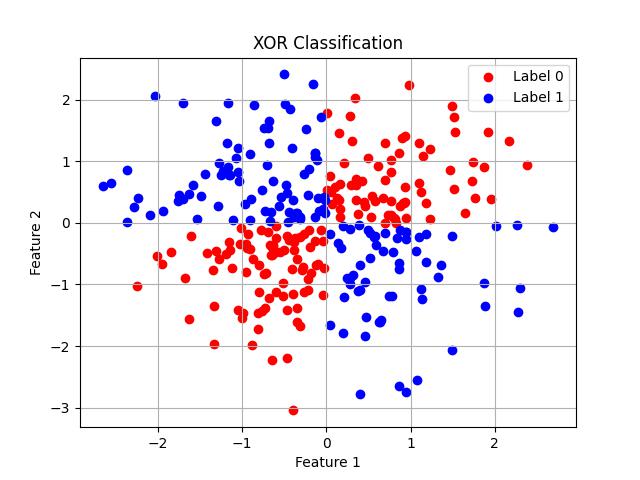 XOR Classification
Label 0
Label 1
2
1
0
−1
−2
−3
Feature 2
−2 −1 0 1 2
Feature 1